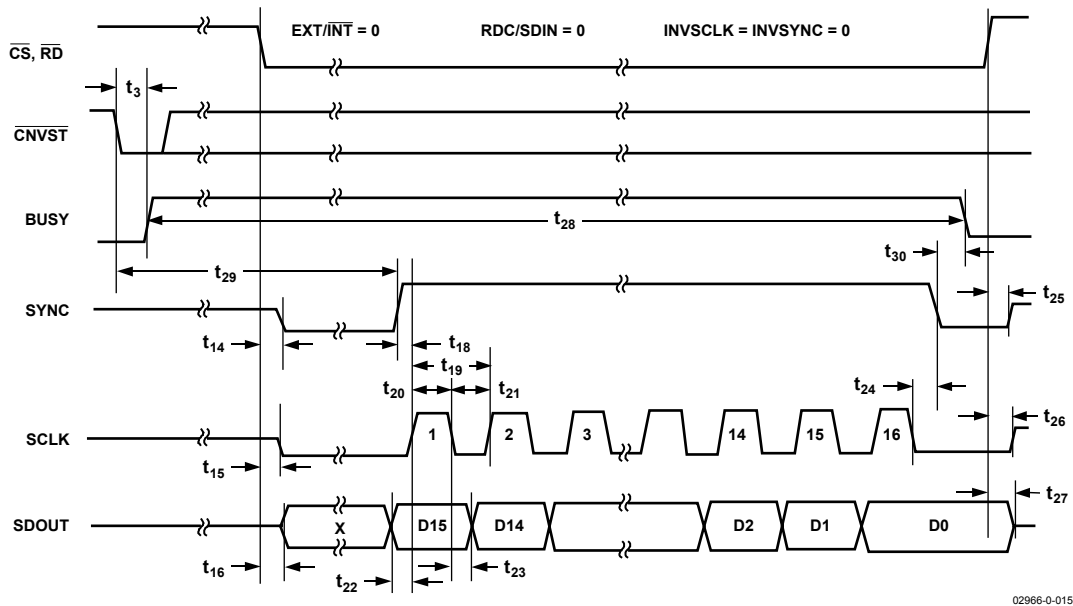 EXT/INT = 0 RDC/SDIN = 0 INVSCLK = INVSYNC = 0
CS, RD
t3
CNVST
BUSY
t28
t30
t29
t25
SYNC
t14
t18
t19
t20
t21
t24
t26
SCLK
1 2 3 14 15 16
t15
t27
SDOUT
X D15 D14 D2 D1 D0
t16
t22
t23
02966-0-015